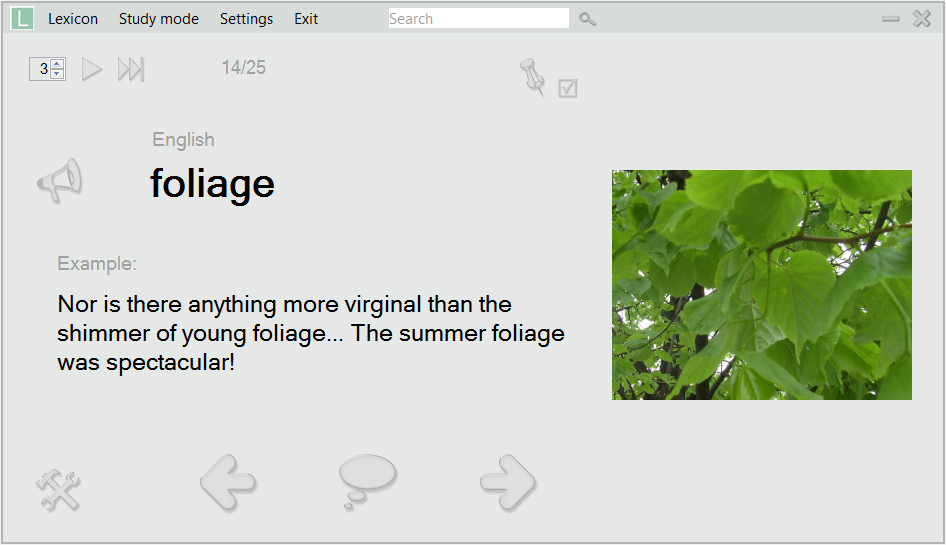 L Lexicon Study mode Settings Exit Search
3 14/25
English
foliage
Example:
Nor is there anything more virginal than the
shimmer of young foliage... The summer foliage
was spectacular!